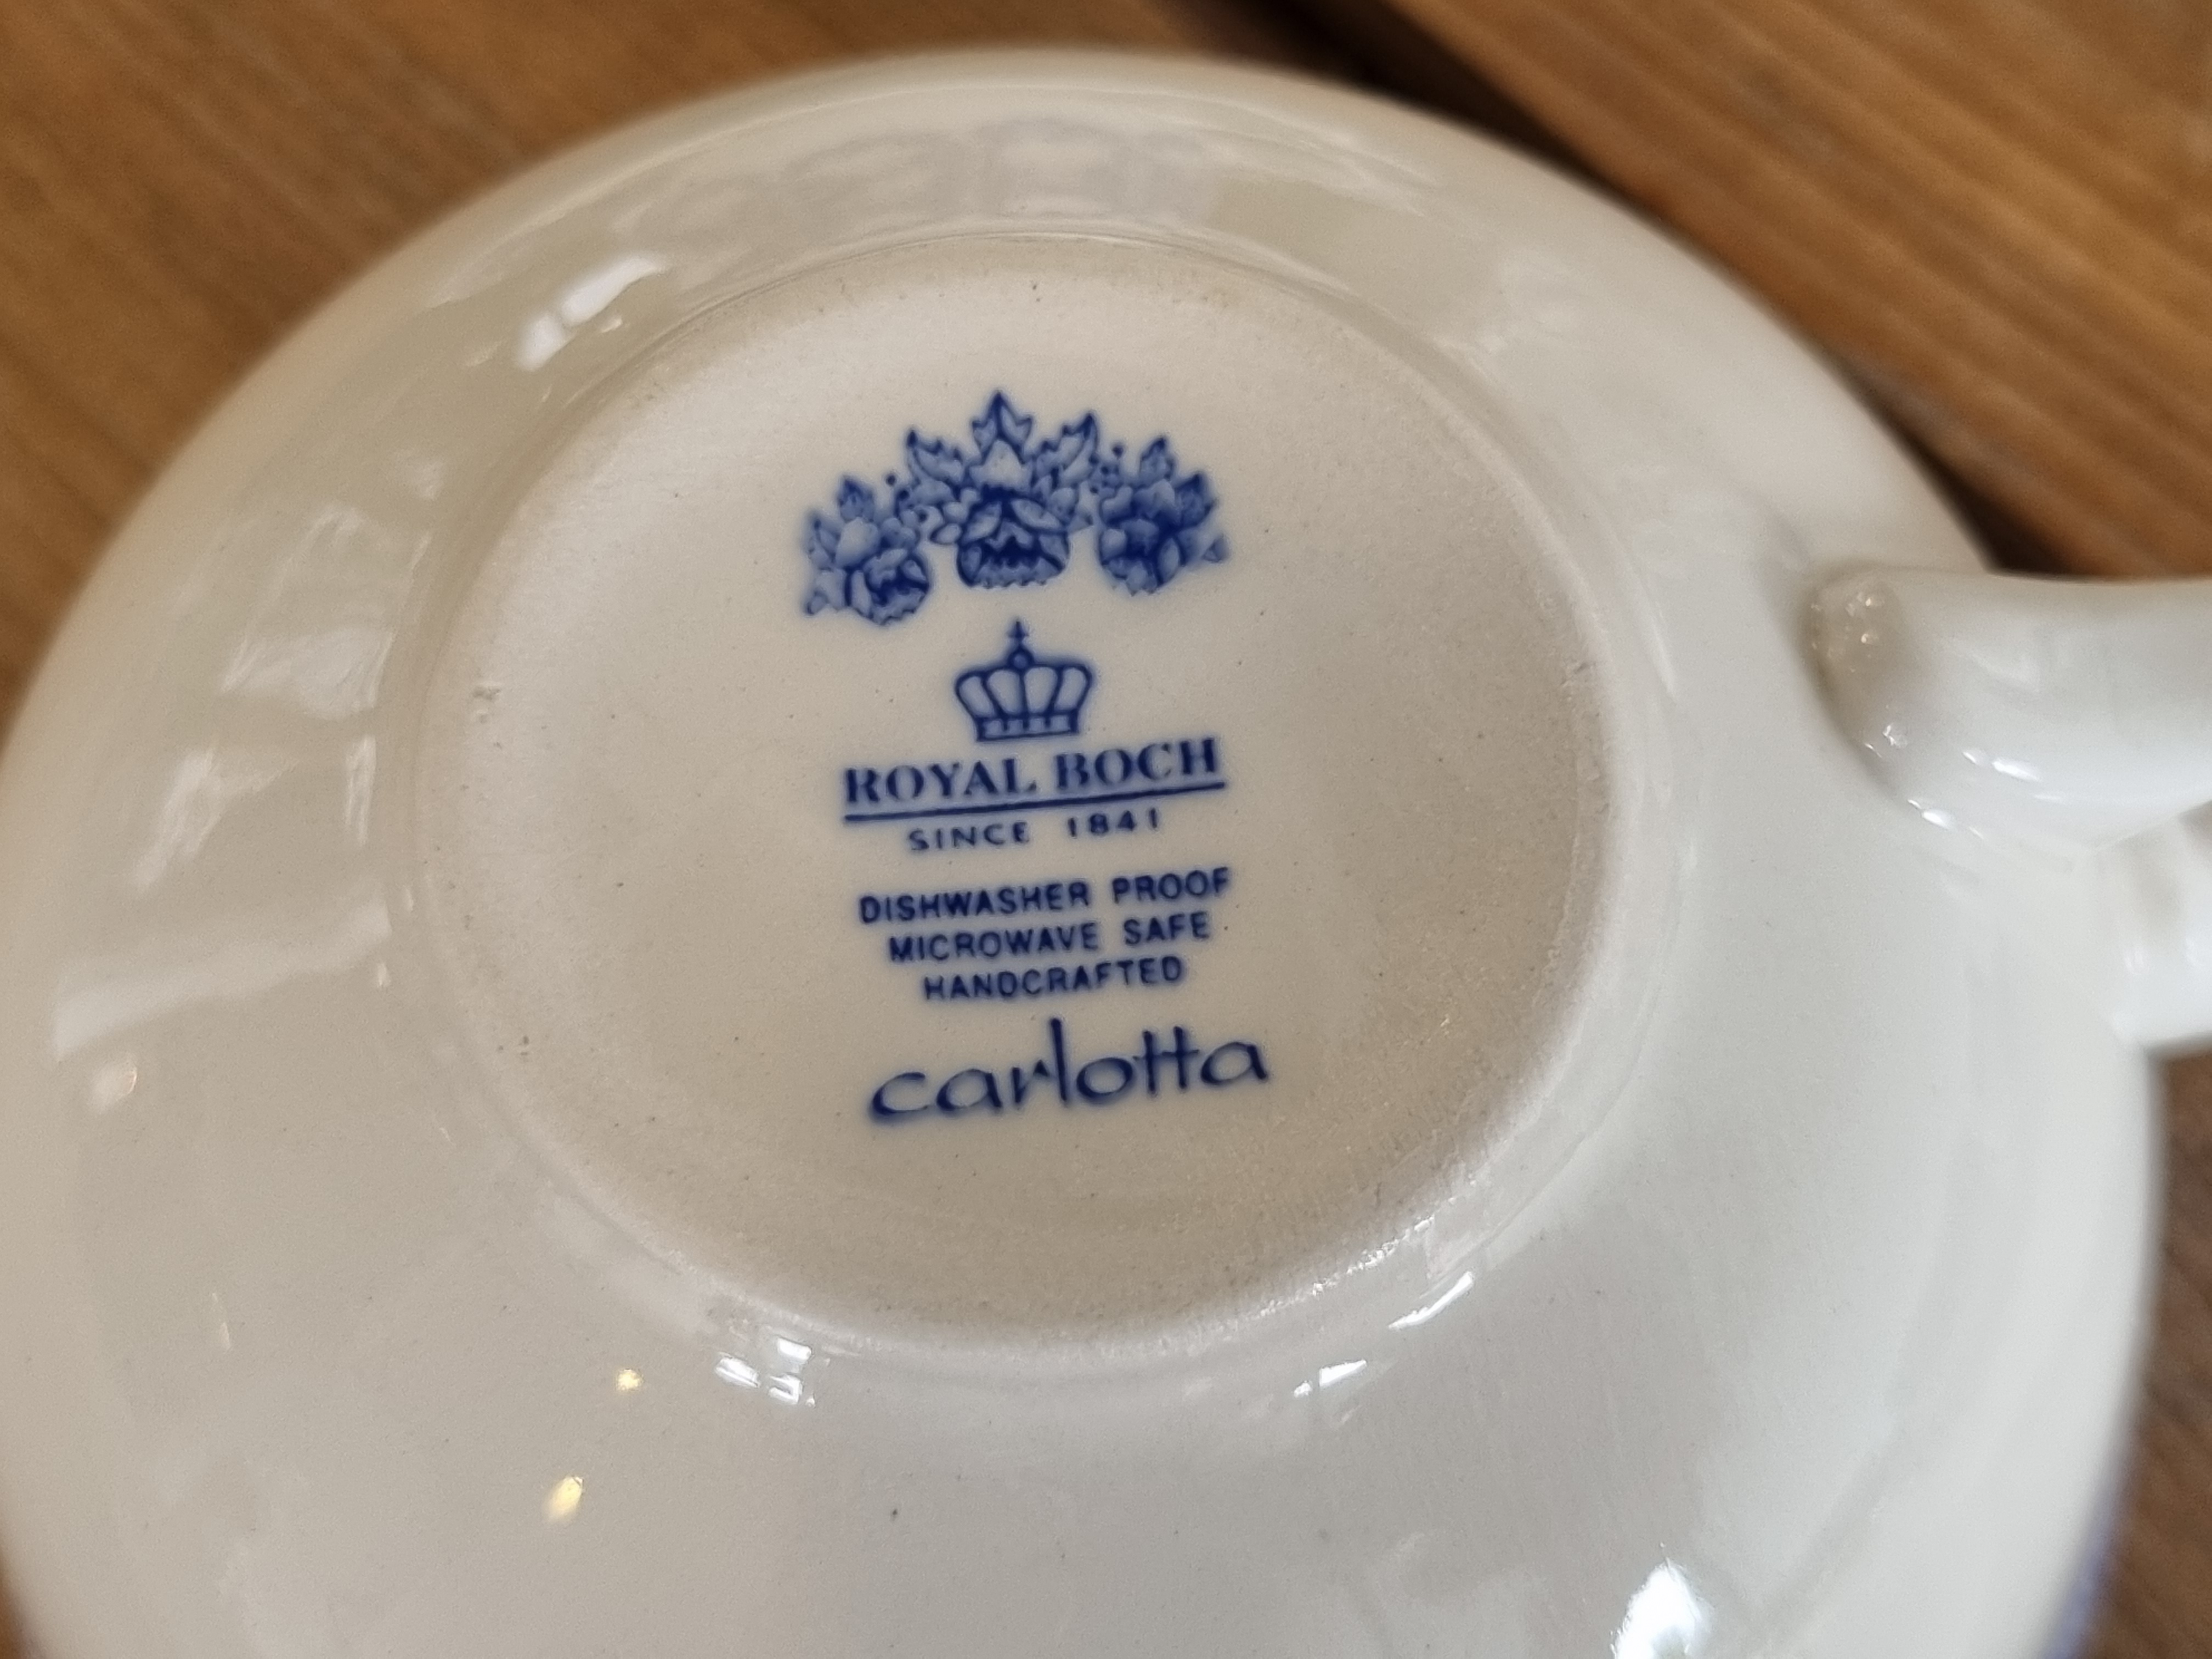 ROYAL BOCH
SINCE 1841
DISHWASHER PROOF
MICROWAVE SAFE
HANDCRAFTED
carlotta